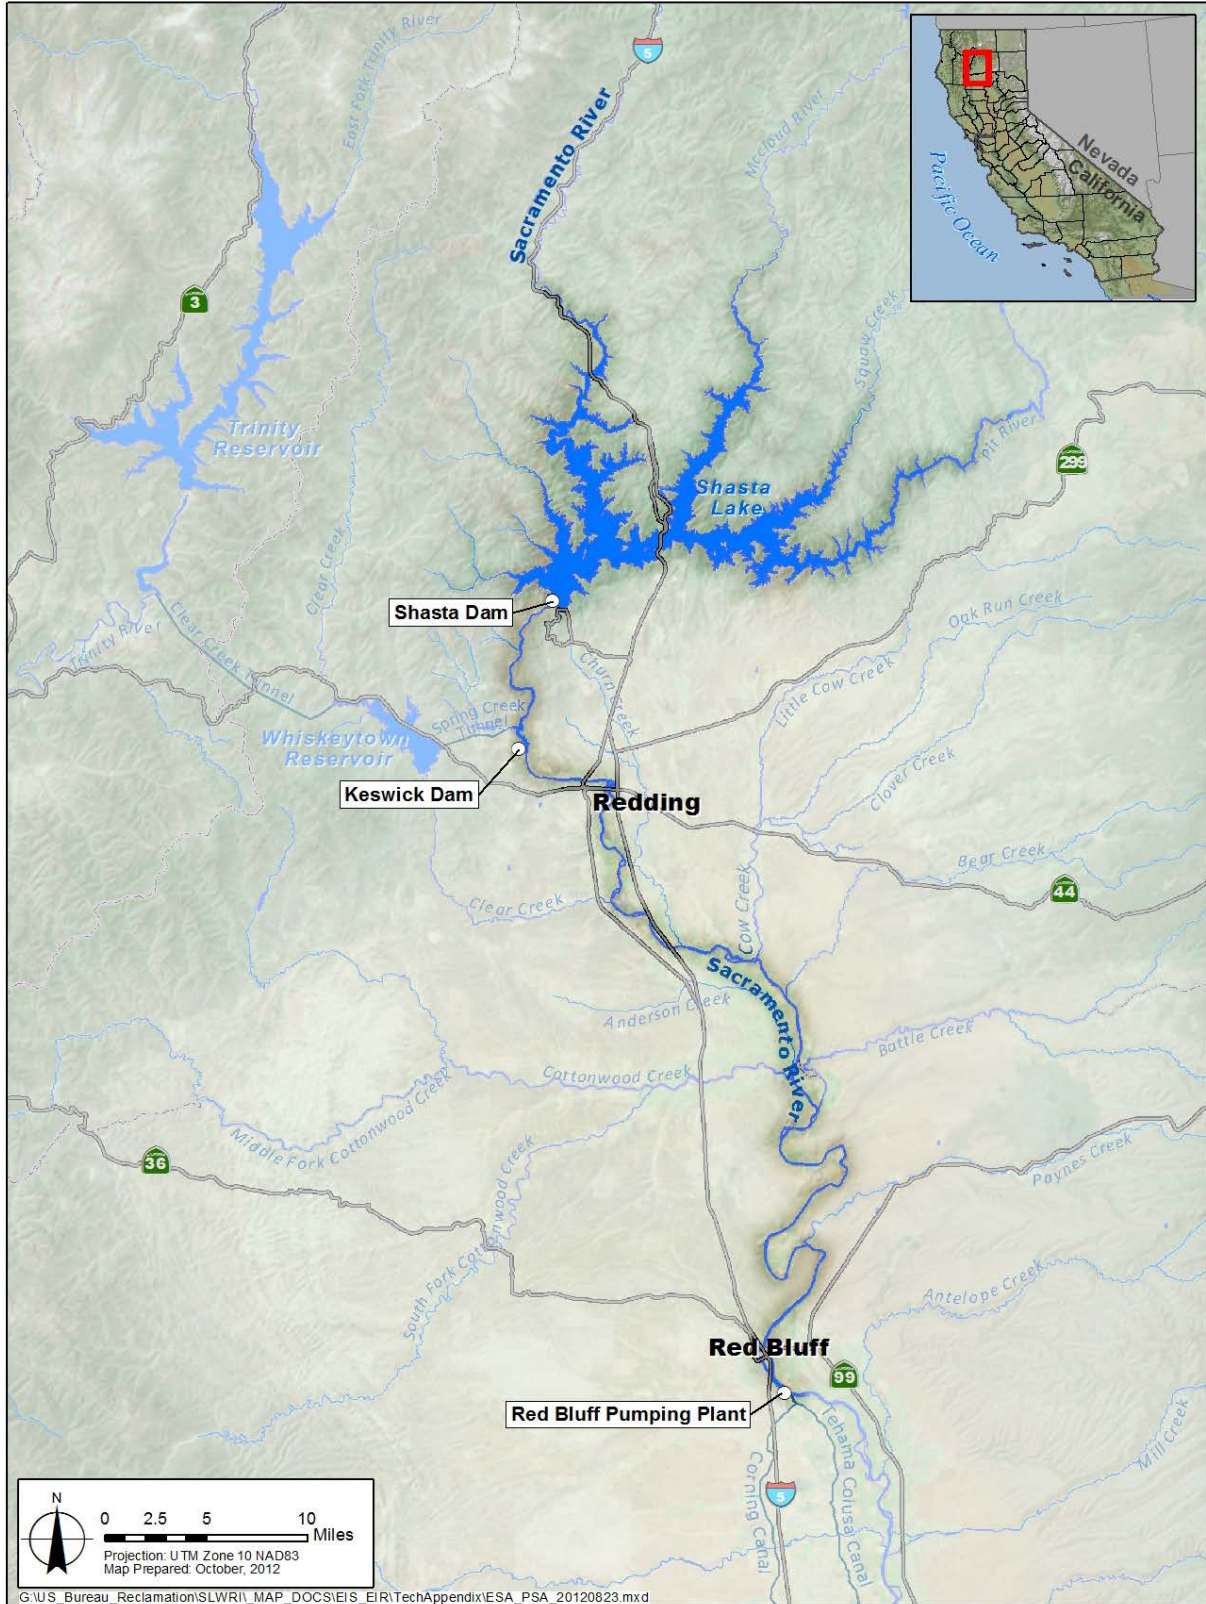 East Fork Trinity River
5
Sacramento River
Mccloud River
Nevada
California
Pacific Ocean
3
Squaw Creek
Trinity
Reservoir
Pit River
299
Shasta
Lake
Clear Creek
Shasta Dam
Oak Run Creek
Trinity River
Clear Creek Tunnel
Churn Creek
Little Cow Creek
Spring Creek
Tunnel
Whiskeytown
Reservoir
Keswick Dam
Redding
Clover Creek
Bear Creek
44
Clear Creek
Cow Creek
Sacramento River
Anderson Creek
Battle Creek
Cottonwood Creek
Middle Fork Cottonwood Creek
36
South Fork Cottonwood Creek
Paynes Creek
Antelope Creek
Red Bluff
99
Red Bluff Pumping Plant
Tehama Colusa Canal
Corning Canal
Mill Creek
5
N
0 2.5 5 10
Miles
Projection: UTM Zone 10 NAD83
Map Prepared: October, 2012
G:\US_Bureau_Reclamation\SLWRI\_MAP_DOCS\EIS_EIR\TechAppendix\ESA_PSA_20120823.mxd